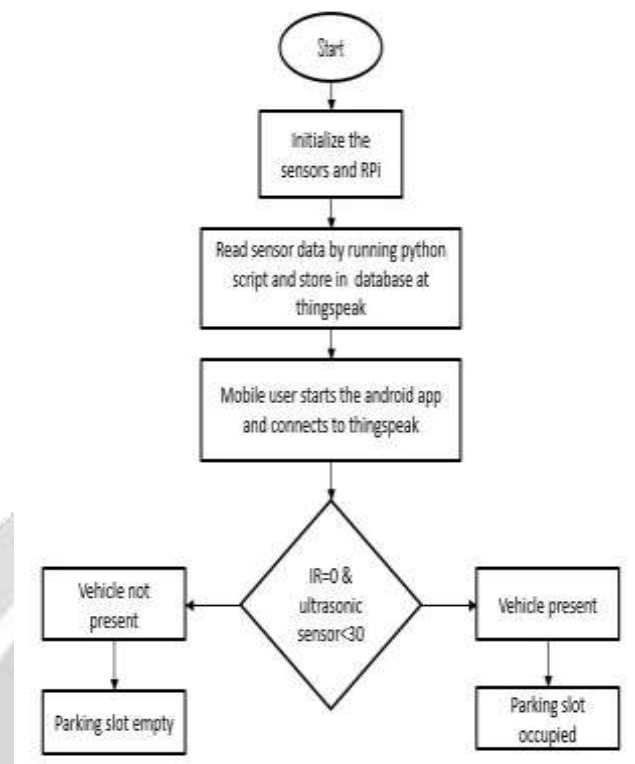 Start
Initialize the
sensors and RPi
Read sensor data by running python
script and store in database at
thingspeak
Mobile user starts the android app
and connects to thingspeak
IR=0 &
ultrasonic
sensor<30
Vehicle not
present
Vehicle present
Parking slot empty
Parking slot
occupied